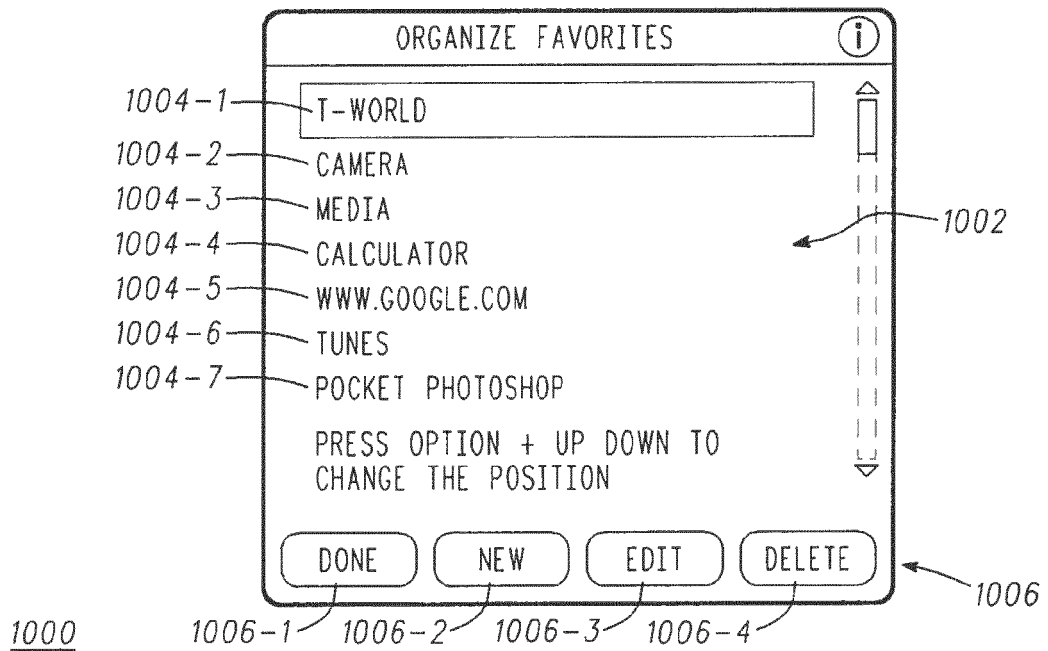 ORGANIZE FAVORITES i
1004-1 T-WORLD
1004-2 CAMERA
1004-3 MEDIA
1002
1004-4 CALCULATOR
1004-5 WWW.GOOGLE.COM
1004-6 TUNES
1004-7 POCKET PHOTOSHOP
PRESS OPTION + UP DOWN TO
CHANGE THE POSITION
DONE NEW EDIT DELETE
1006
1000 1006-1 1006-2 1006-3 1006-4